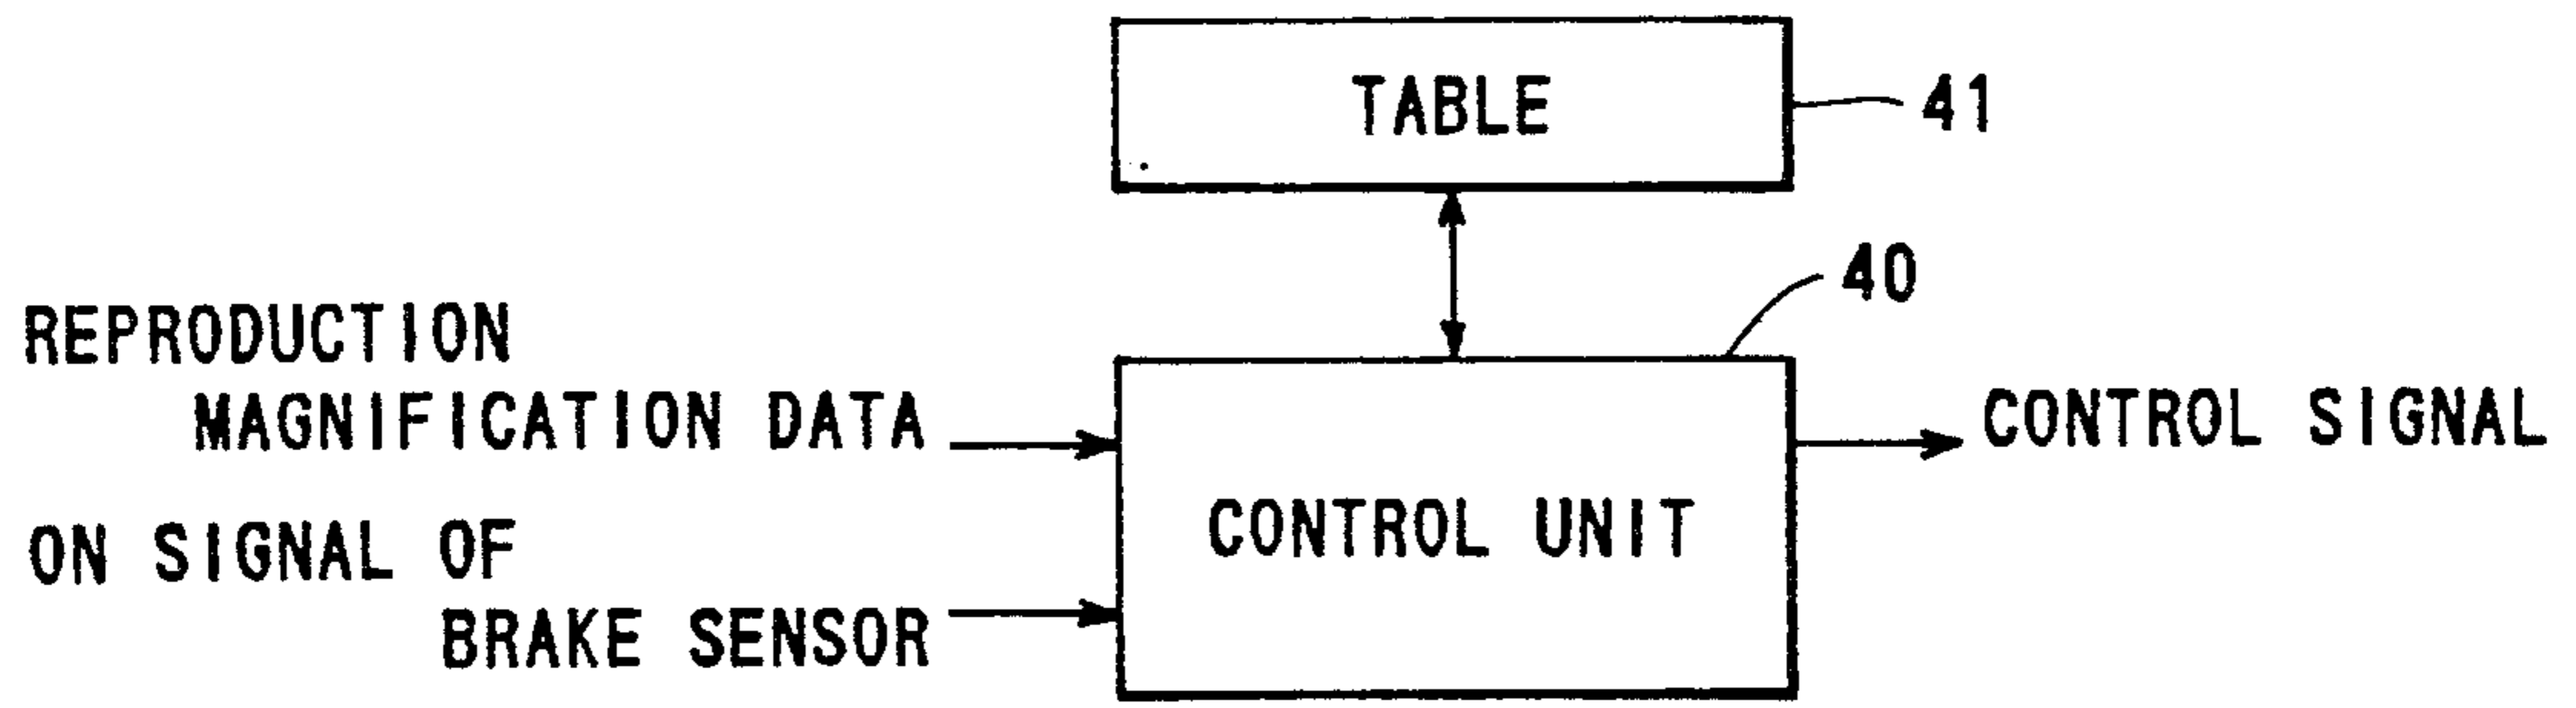 TABLE
41
40
REPRODUCTION
MAGNIFICATION DATA
CONTROL SIGNAL
CONTROL UNIT
ON SIGNAL OF
BRAKE SENSOR